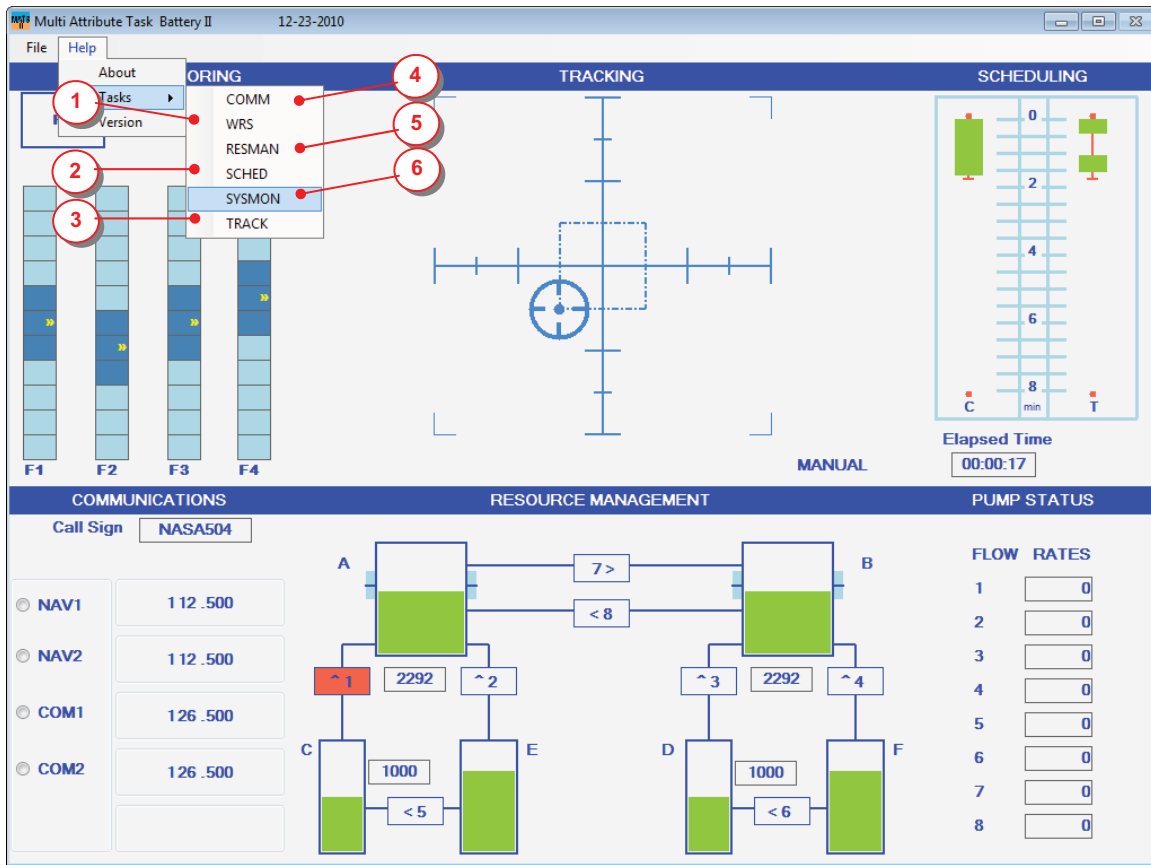 Multi Attribute Task Battery II 12-23-2010
File Help
About
Tasks
Version
COMM
WRS
RESMAN
SCHED
SYSMON
TRACK
1
2
3
4
5
6
ORING
TRACKING
SCHEDULING
F1 F2 F3 F4
MANUAL
0
2
4
6
8
C min T
Elapsed Time
00:00:17
COMMUNICATIONS
RESOURCE MANAGEMENT
PUMP STATUS
Call Sign NASA504
NAV1 112.500
NAV2 112.500
COM1 126.500
COM2 126.500
A B
7 >
< 8
^ 1 2292 ^ 2
^ 3 2292 ^ 4
C E D F
1000 1000
< 5 < 6
FLOW RATES
1 0
2 0
3 0
4 0
5 0
6 0
7 0
8 0